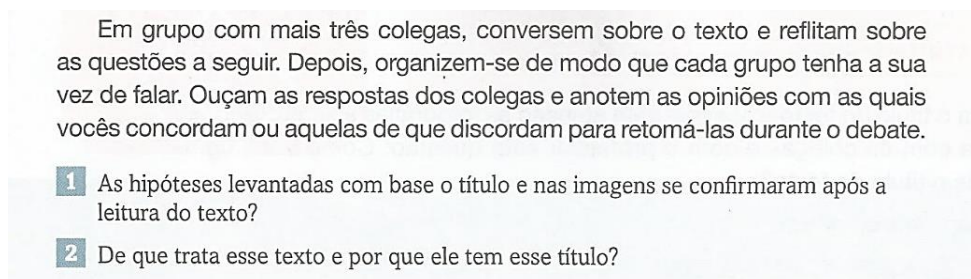 Em grupo com mais três colegas, conversem sobre o texto e reflitam sobre
as questões a seguir. Depois, organizem-se de modo que cada grupo tenha a sua
vez de falar. Ouçam as respostas dos colegas e anotem as opiniões com as quais
vocês concordam ou aquelas de que discordam para retomá-las durante o debate.
1 As hipóteses levantadas com base o título e nas imagens se confirmaram após a
leitura do texto?
2 De que trata esse texto e por que ele tem esse título?